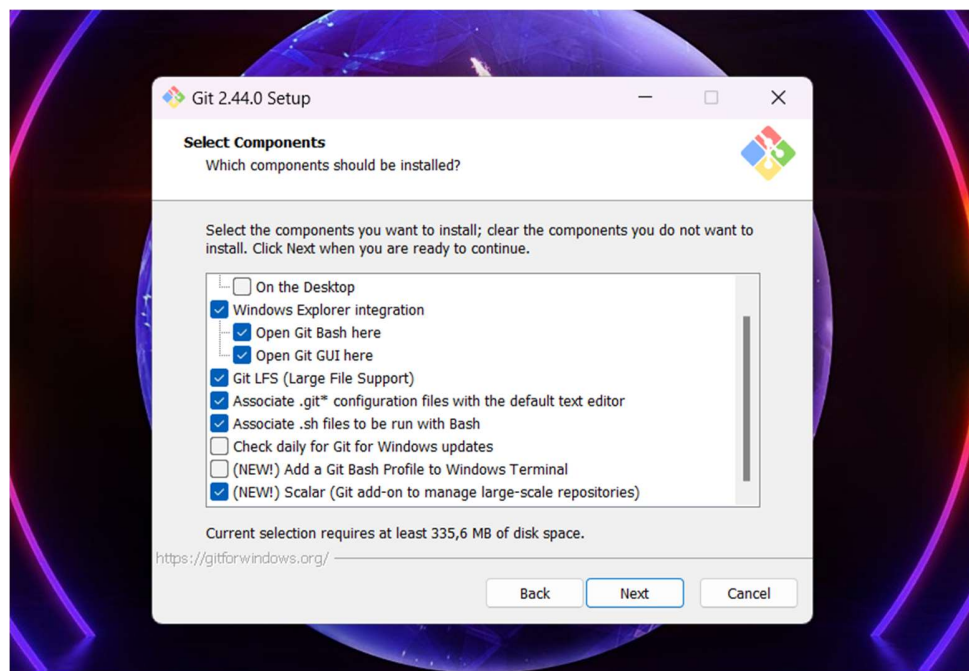 Git 2.44.0 Setup
Select Components
Which components should be installed?
Select the components you want to install; clear the components you do not want to
install. Click Next when you are ready to continue.
On the Desktop
Windows Explorer integration
Open Git Bash here
Open Git GUI here
Git LFS (Large File Support)
Associate .git* configuration files with the default text editor
Associate .sh files to be run with Bash
Check daily for Git for Windows updates
(NEW!) Add a Git Bash Profile to Windows Terminal
(NEW!) Scalar (Git add-on to manage large-scale repositories)
Current selection requires at least 335,6 MB of disk space.
https://gitforwindows.org/
Back Next Cancel